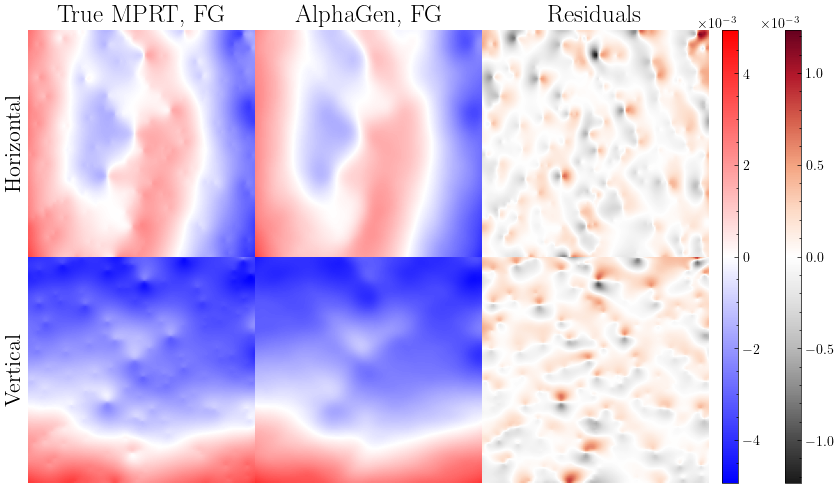 True MPRT, FG
AlphaGen, FG
Residuals
×10⁻³
×10⁻³
Horizontal
Vertical
4
2
0
−2
−4
1.0
0.5
0.0
−0.5
−1.0